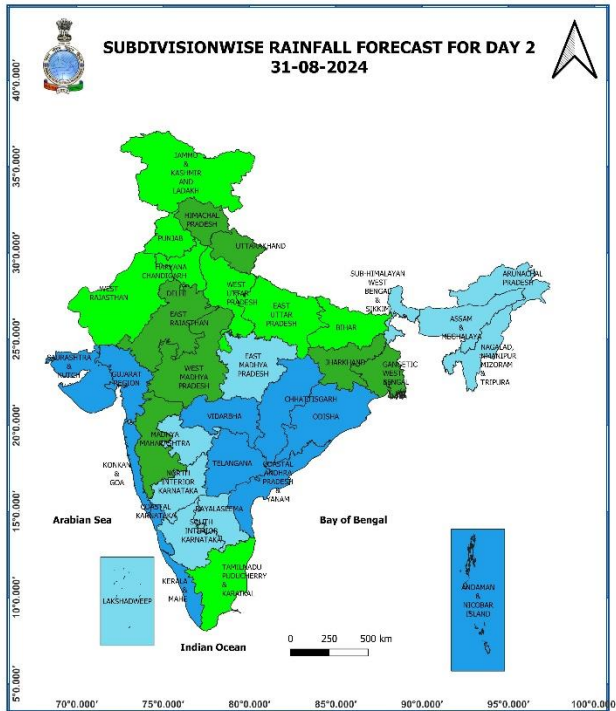 SUBDIVISIONWISE RAINFALL FORECAST FOR DAY 2
31-08-2024
40°0.000'
35°0.000'
30°0.000'
25°0.000'
20°0.000'
15°0.000'
10°0.000'
5°0.000'
JAMMU
&
KASHMIR
AND
LADAKH
HIMACHAL
PRADESH
PUNJAB
UTTARAKHAND
HARYANA
CHANDIGARH
DELHI
WEST
RAJASTHAN
WEST
UTTAR
PRADESH
EAST
UTTAR
PRADESH
SUB-HIMALAYAN
WEST
BENGAL
&
SIKKIM
ARUNACHAL
PRADESH
ASSAM
&
MEGHALAYA
NAGALAD,
MANIPUR
MIZORAM
&
TRIPURA
EAST
RAJASTHAN
BIHAR
SAURASHTRA
&
KUTCH
GUJARAT
REGION
WEST
MADHYA
PRADESH
EAST
MADHYA
PRADESH
JHARKHAND
GANGETIC
WEST
BENGAL
CHHATTISGARH
VIDARBHA
ODISHA
MADHYA
MAHARASHTRA
KONKAN
&
GOA
TELANGANA
COASTAL
ANDHRA
PRADESH
&
YANAM
NORTH
INTERIOR
KARNATAKA
COASTAL
KARNATAKA
RAYALASEEMA
SOUTH
INTERIOR
KARNATAKA
Arabian Sea
Bay of Bengal
LAKSHADWEEP
KERALA
&
MAHE
TAMILNADU
PUDUCHERRY
&
KARAIKAL
ANDAMAN
&
NICOBAR
ISLAND
Indian Ocean
0 250 500 km
70°0.000' 75°0.000' 80°0.000' 85°0.000' 90°0.000' 95°0.000' 100°0.000'